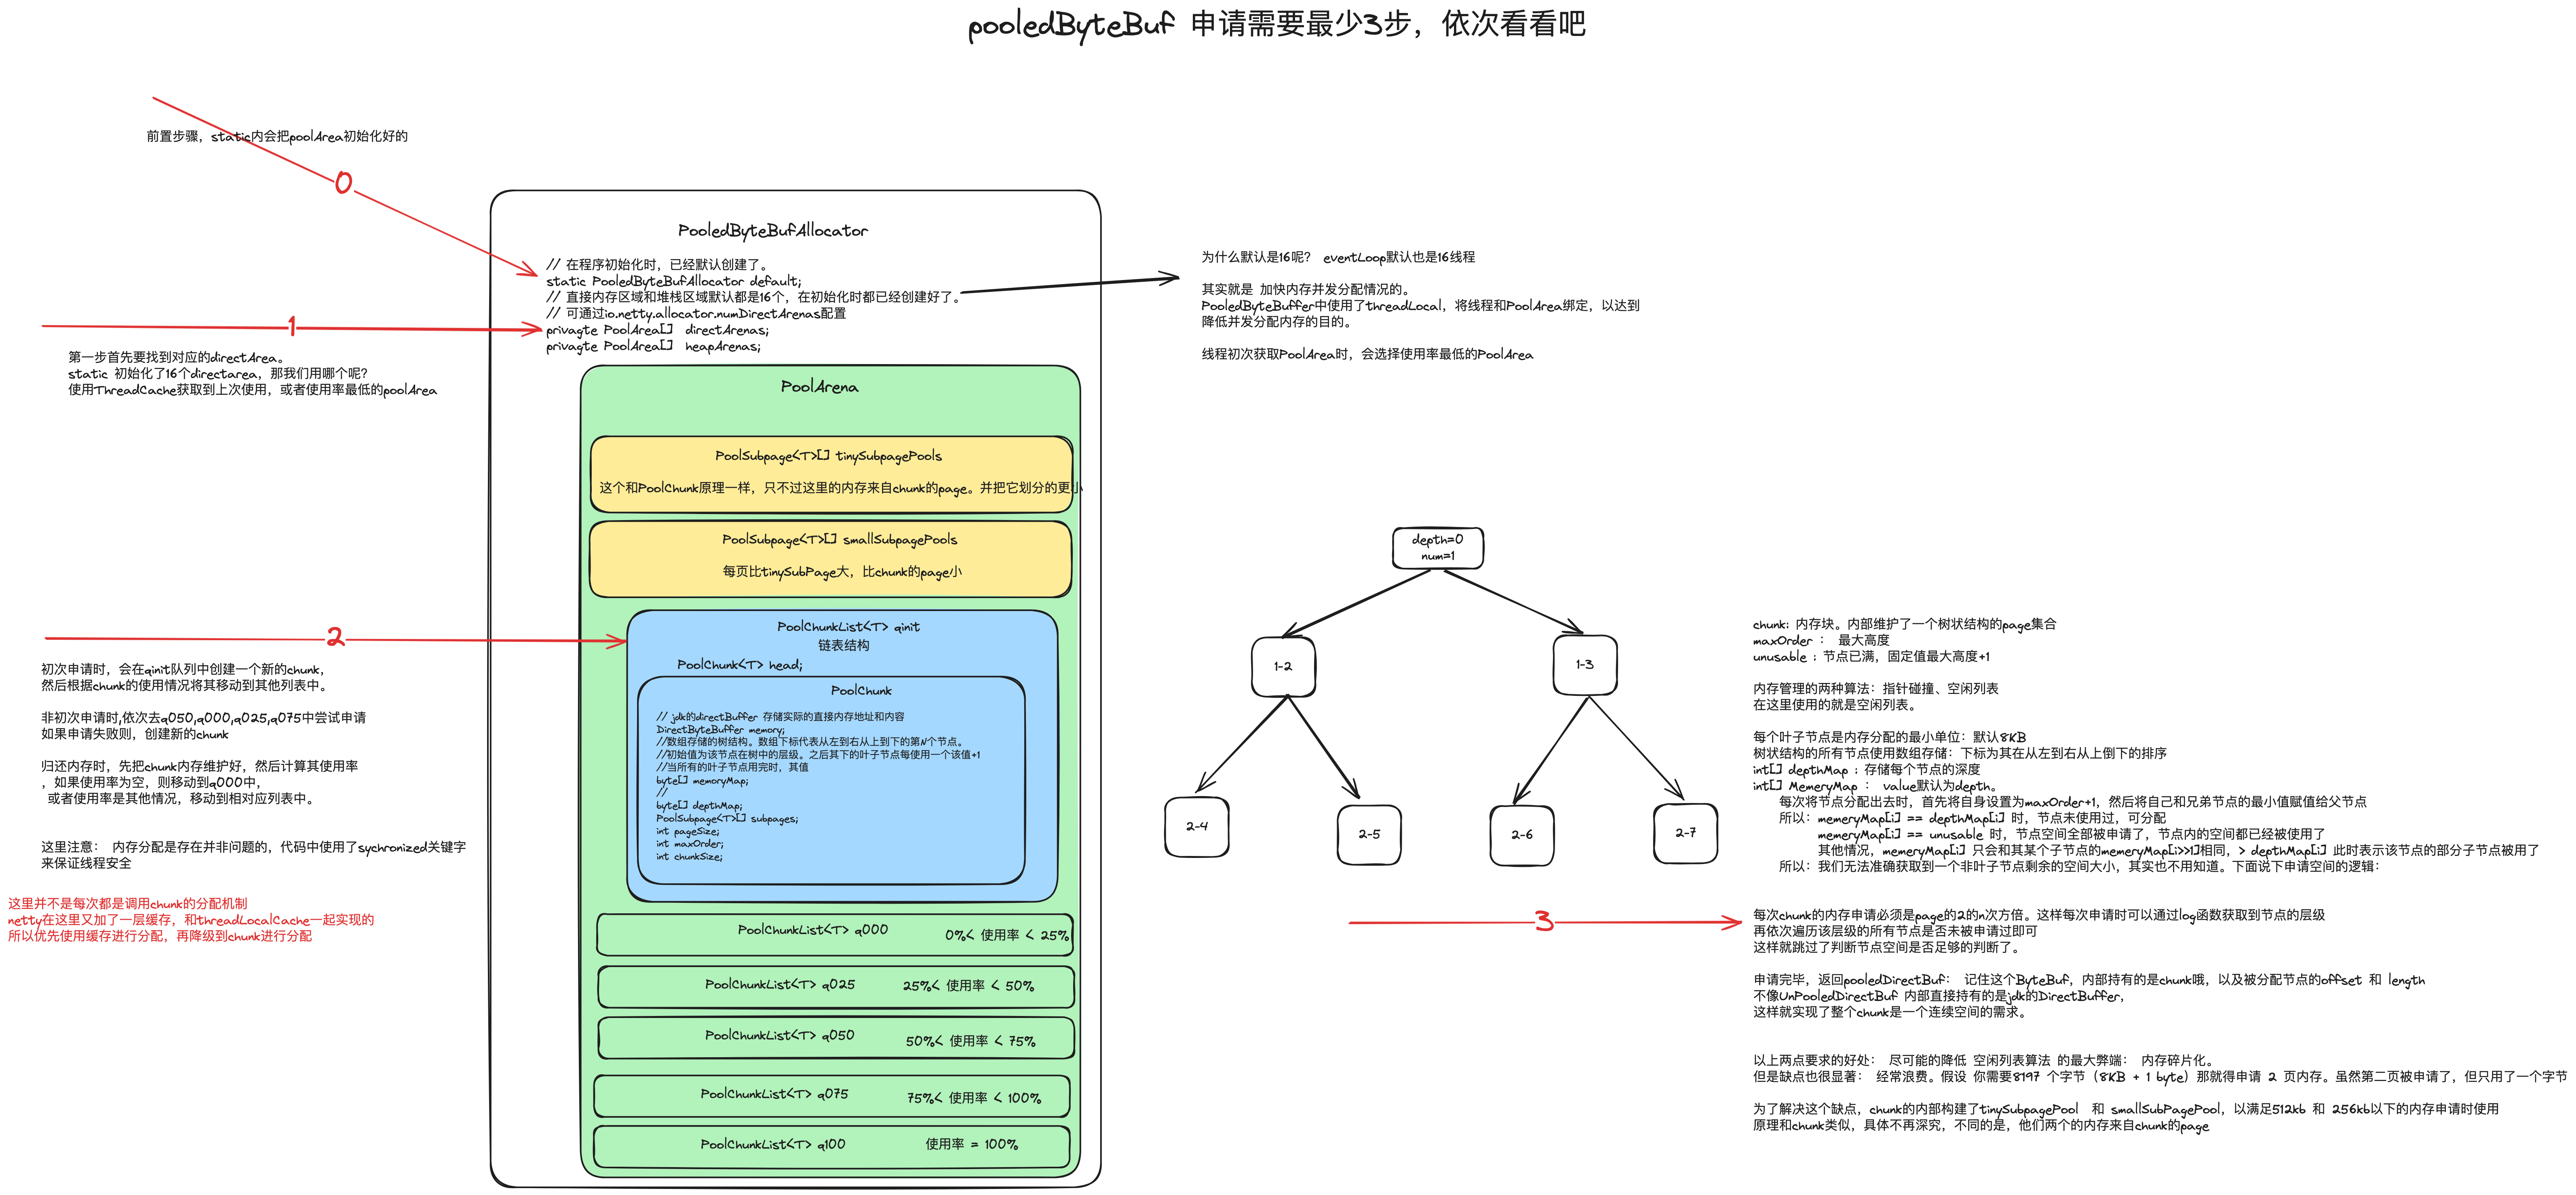 pooledByteBuf 申请需要最少3步，依次看看吧
前置步骤，static内会把poolArea初始化好的
0
PooledByteBufAllocator
// 在程序初始化时，已经默认创建了。
static PooledByteBufAllocator default;
// 直接内存区域和堆栈区域默认都是16个，在初始化时都已经创建好了。
// 可通过io.netty.allocator.numDirectArenas配置
privagte PoolArea[] directArenas;
privagte PoolArea[] heapArenas;
为什么默认是16呢？ eventLoop默认也是16线程
其实就是 加快内存并发分配情况的。
PooledByteBuffer中使用了threadLocal，将线程和PoolArea绑定，以达到
降低并发分配内存的目的。
线程初次获取PoolArea时，会选择使用率最低的PoolArea
1
第一步首先要找到对应的directArea。
static 初始化了16个directarea，那我们用哪个呢？
使用ThreadCache获取到上次使用，或者使用率最低的poolArea
PoolArena
PoolSubpage<T>[] tinySubpagePools
这个和PoolChunk原理一样，只不过这里的内存来自chunk的page。并把它划分的更小
PoolSubpage<T>[] smallSubpagePools
每页比tinySubPage大，比chunk的page小
2
初次申请时，会在qinit队列中创建一个新的chunk，
然后根据chunk的使用情况将其移动到其他列表中。
非初次申请时,依次去q050,q000,q025,q075中尝试申请
如果申请失败则，创建新的chunk
归还内存时，先把chunk内存维护好，然后计算其使用率
，如果使用率为空，则移动到q000中，
或者使用率是其他情况，移动到相对应列表中。
这里注意： 内存分配是存在并非问题的，代码中使用了sychronized关键字
来保证线程安全
这里并不是每次都是调用chunk的分配机制
netty在这里又加了一层缓存，和threadLocalCache一起实现的
所以优先使用缓存进行分配，再降级到chunk进行分配
PoolChunkList<T> qinit
链表结构
PoolChunk<T> head;
PoolChunk
// jdk的directBuffer 存储实际的直接内存地址和内容
DirectByteBuffer memory;
//数组存储的树结构。数组下标代表从左到右从上到下的第N个节点。
//初始值为该节点在树中的层级。之后其下的叶子节点每使用一个该值+1
//当所有的叶子节点用完时，其值
byte[] memoryMap;
//
byte[] depthMap;
PoolSubpage<T>[] subpages;
int pageSize;
int maxOrder;
int chunkSize;
PoolChunkList<T> q000 0%< 使用率 < 25%
PoolChunkList<T> q025 25%< 使用率 < 50%
PoolChunkList<T> q050 50%< 使用率 < 75%
PoolChunkList<T> q075 75%< 使用率 < 100%
PoolChunkList<T> q100 使用率 = 100%
depth=0
num=1
1-2
1-3
2-4
2-5
2-6
2-7
3
chunk: 内存块。内部维护了一个树状结构的page集合
maxOrder ： 最大高度
unusable ：节点已满，固定值最大高度+1
内存管理的两种算法：指针碰撞、空闲列表
在这里使用的就是空闲列表。
每个叶子节点是内存分配的最小单位：默认8KB
树状结构的所有节点使用数组存储：下标为其在从左到右从上倒下的排序
int[] depthMap ：存储每个节点的深度
int[] MemeryMap ： value默认为depth。
每次将节点分配出去时，首先将自身设置为maxOrder+1，然后将自己和兄弟节点的最小值赋值给父节点
所以：memeryMap[i] == depthMap[i] 时，节点未使用过，可分配
memeryMap[i] == unusable 时，节点空间全部被申请了，节点内的空间都已经被使用了
其他情况，memeryMap[i] 只会和其某个子节点的memeryMap[i>>1]相同，> depthMap[i] 此时表示该节点的部分子节点被用了
所以：我们无法准确获取到一个非叶子节点剩余的空间大小，其实也不用知道。下面说下申请空间的逻辑：
每次chunk的内存申请必须是page的2的n次方倍。这样每次申请时可以通过log函数获取到节点的层级
再依次遍历该层级的所有节点是否未被申请过即可
这样就跳过了判断节点空间是否足够的判断了。
申请完毕，返回pooledDirectBuf： 记住这个ByteBuf，内部持有的是chunk哦，以及被分配节点的offset 和 length
不像UnPooledDirectBuf 内部直接持有的是jdk的DirectBuffer，
这样就实现了整个chunk是一个连续空间的需求。
以上两点要求的好处： 尽可能的降低 空闲列表算法 的最大弊端： 内存碎片化。
但是缺点也很显著： 经常浪费。假设 你需要8197 个字节（8KB + 1 byte）那就得申请 2 页内存。虽然第二页被申请了，但只用了一个字节
为了解决这个缺点，chunk的内部构建了tinySubpagePool 和 smallSubPagePool，以满足512kb 和 256kb以下的内存申请时使用
原理和chunk类似，具体不再深究，不同的是，他们两个的内存来自chunk的page